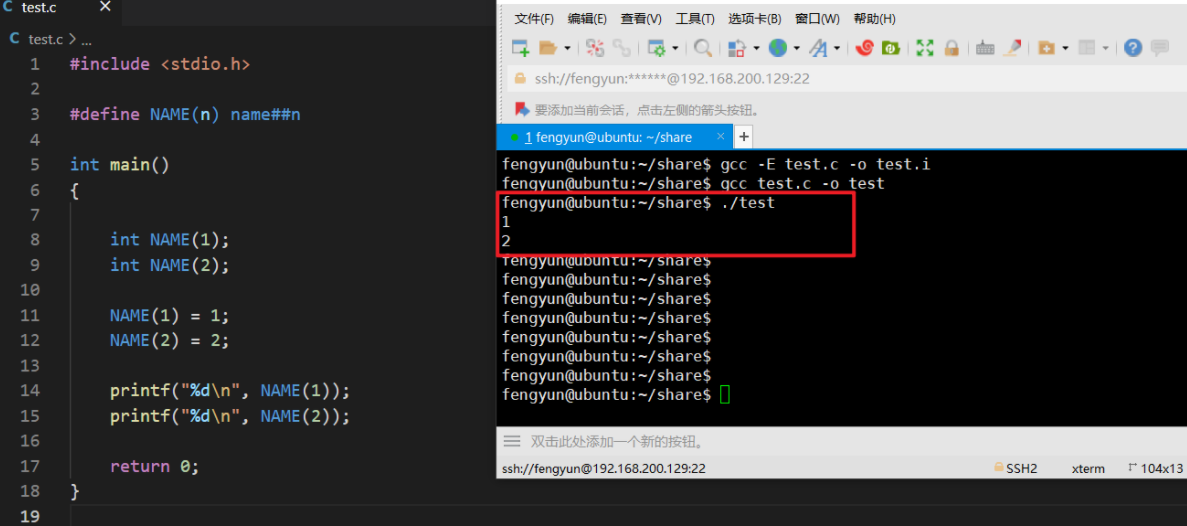 test.c
test.c > ...
1 #include <stdio.h>
2
3 #define NAME(n) name##n
4
5 int main()
6 {
7
8 int NAME(1);
9 int NAME(2);
10
11 NAME(1) = 1;
12 NAME(2) = 2;
13
14 printf("%d\n", NAME(1));
15 printf("%d\n", NAME(2));
16
17 return 0;
18 }
19
文件(F) 编辑(E) 查看(V) 工具(T) 选项卡(B) 窗口(W) 帮助(H)
ssh://fengyun:******@192.168.200.129:22
要添加当前会话，点击左侧的箭头按钮。
1 fengyun@ubuntu: ~/share × +
fengyun@ubuntu:~/share$ gcc -E test.c -o test.i
fengyun@ubuntu:~/share$ gcc test.c -o test
fengyun@ubuntu:~/share$ ./test
1
2
fengyun@ubuntu:~/share$
fengyun@ubuntu:~/share$
fengyun@ubuntu:~/share$
fengyun@ubuntu:~/share$
fengyun@ubuntu:~/share$
fengyun@ubuntu:~/share$
fengyun@ubuntu:~/share$
fengyun@ubuntu:~/share$
双击此处添加一个新的按钮。
ssh://fengyun@192.168.200.129:22 SSH2 xterm 104x13